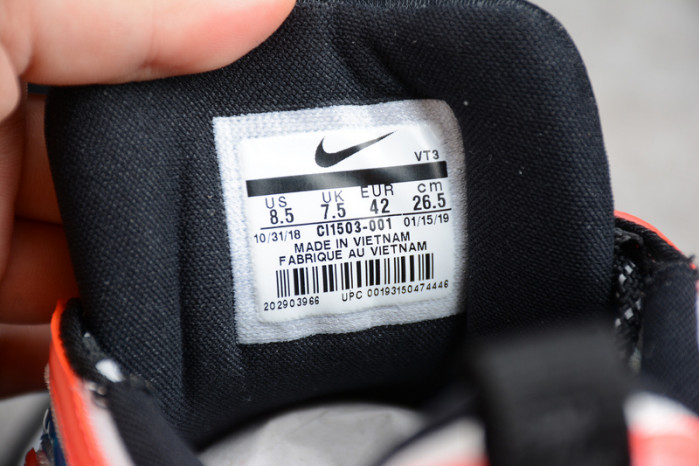 VT3
US UK EUR cm
8.5 7.5 42 26.5
10/31/18 CI1503-001 01/15/19
MADE IN VIETNAM
FABRIQUE AU VIETNAM
202903966 UPC 00193150474446